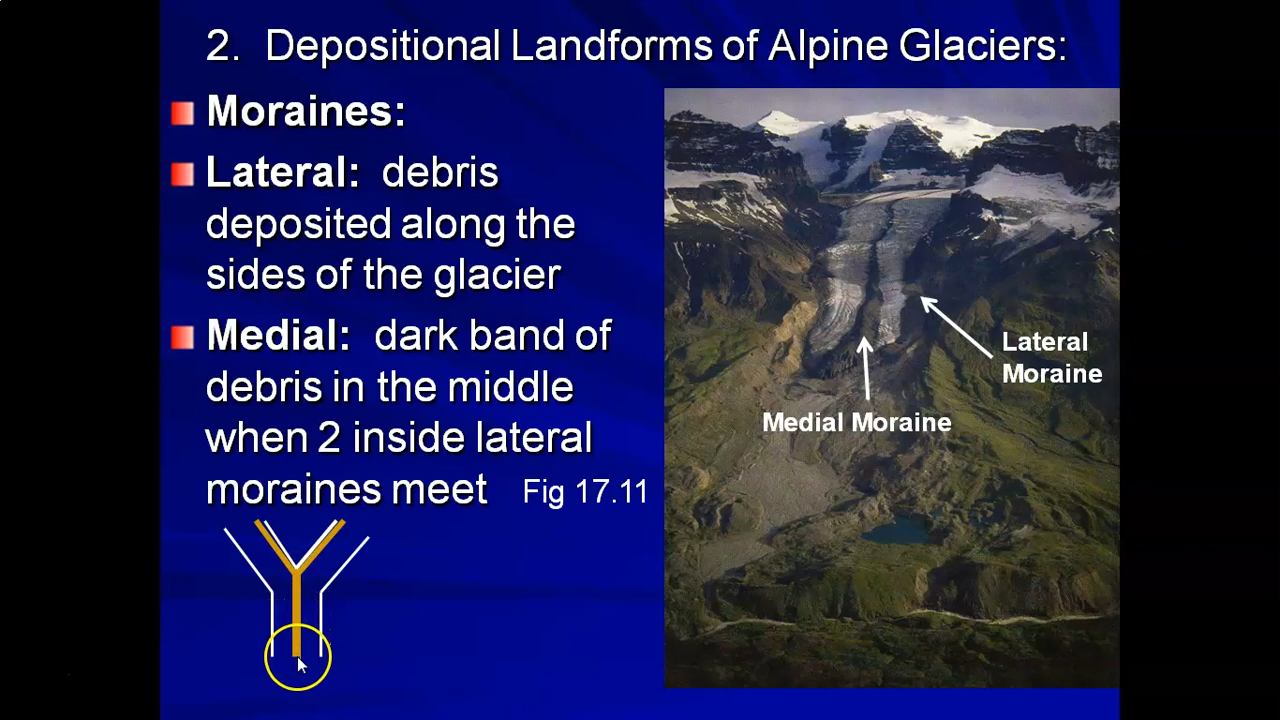 2. Depositional Landforms of Alpine Glaciers:
Moraines:
Lateral: debris
deposited along the
sides of the glacier
Medial: dark band of
debris in the middle
when 2 inside lateral
moraines meet Fig 17.11
Lateral
Moraine
Medial Moraine